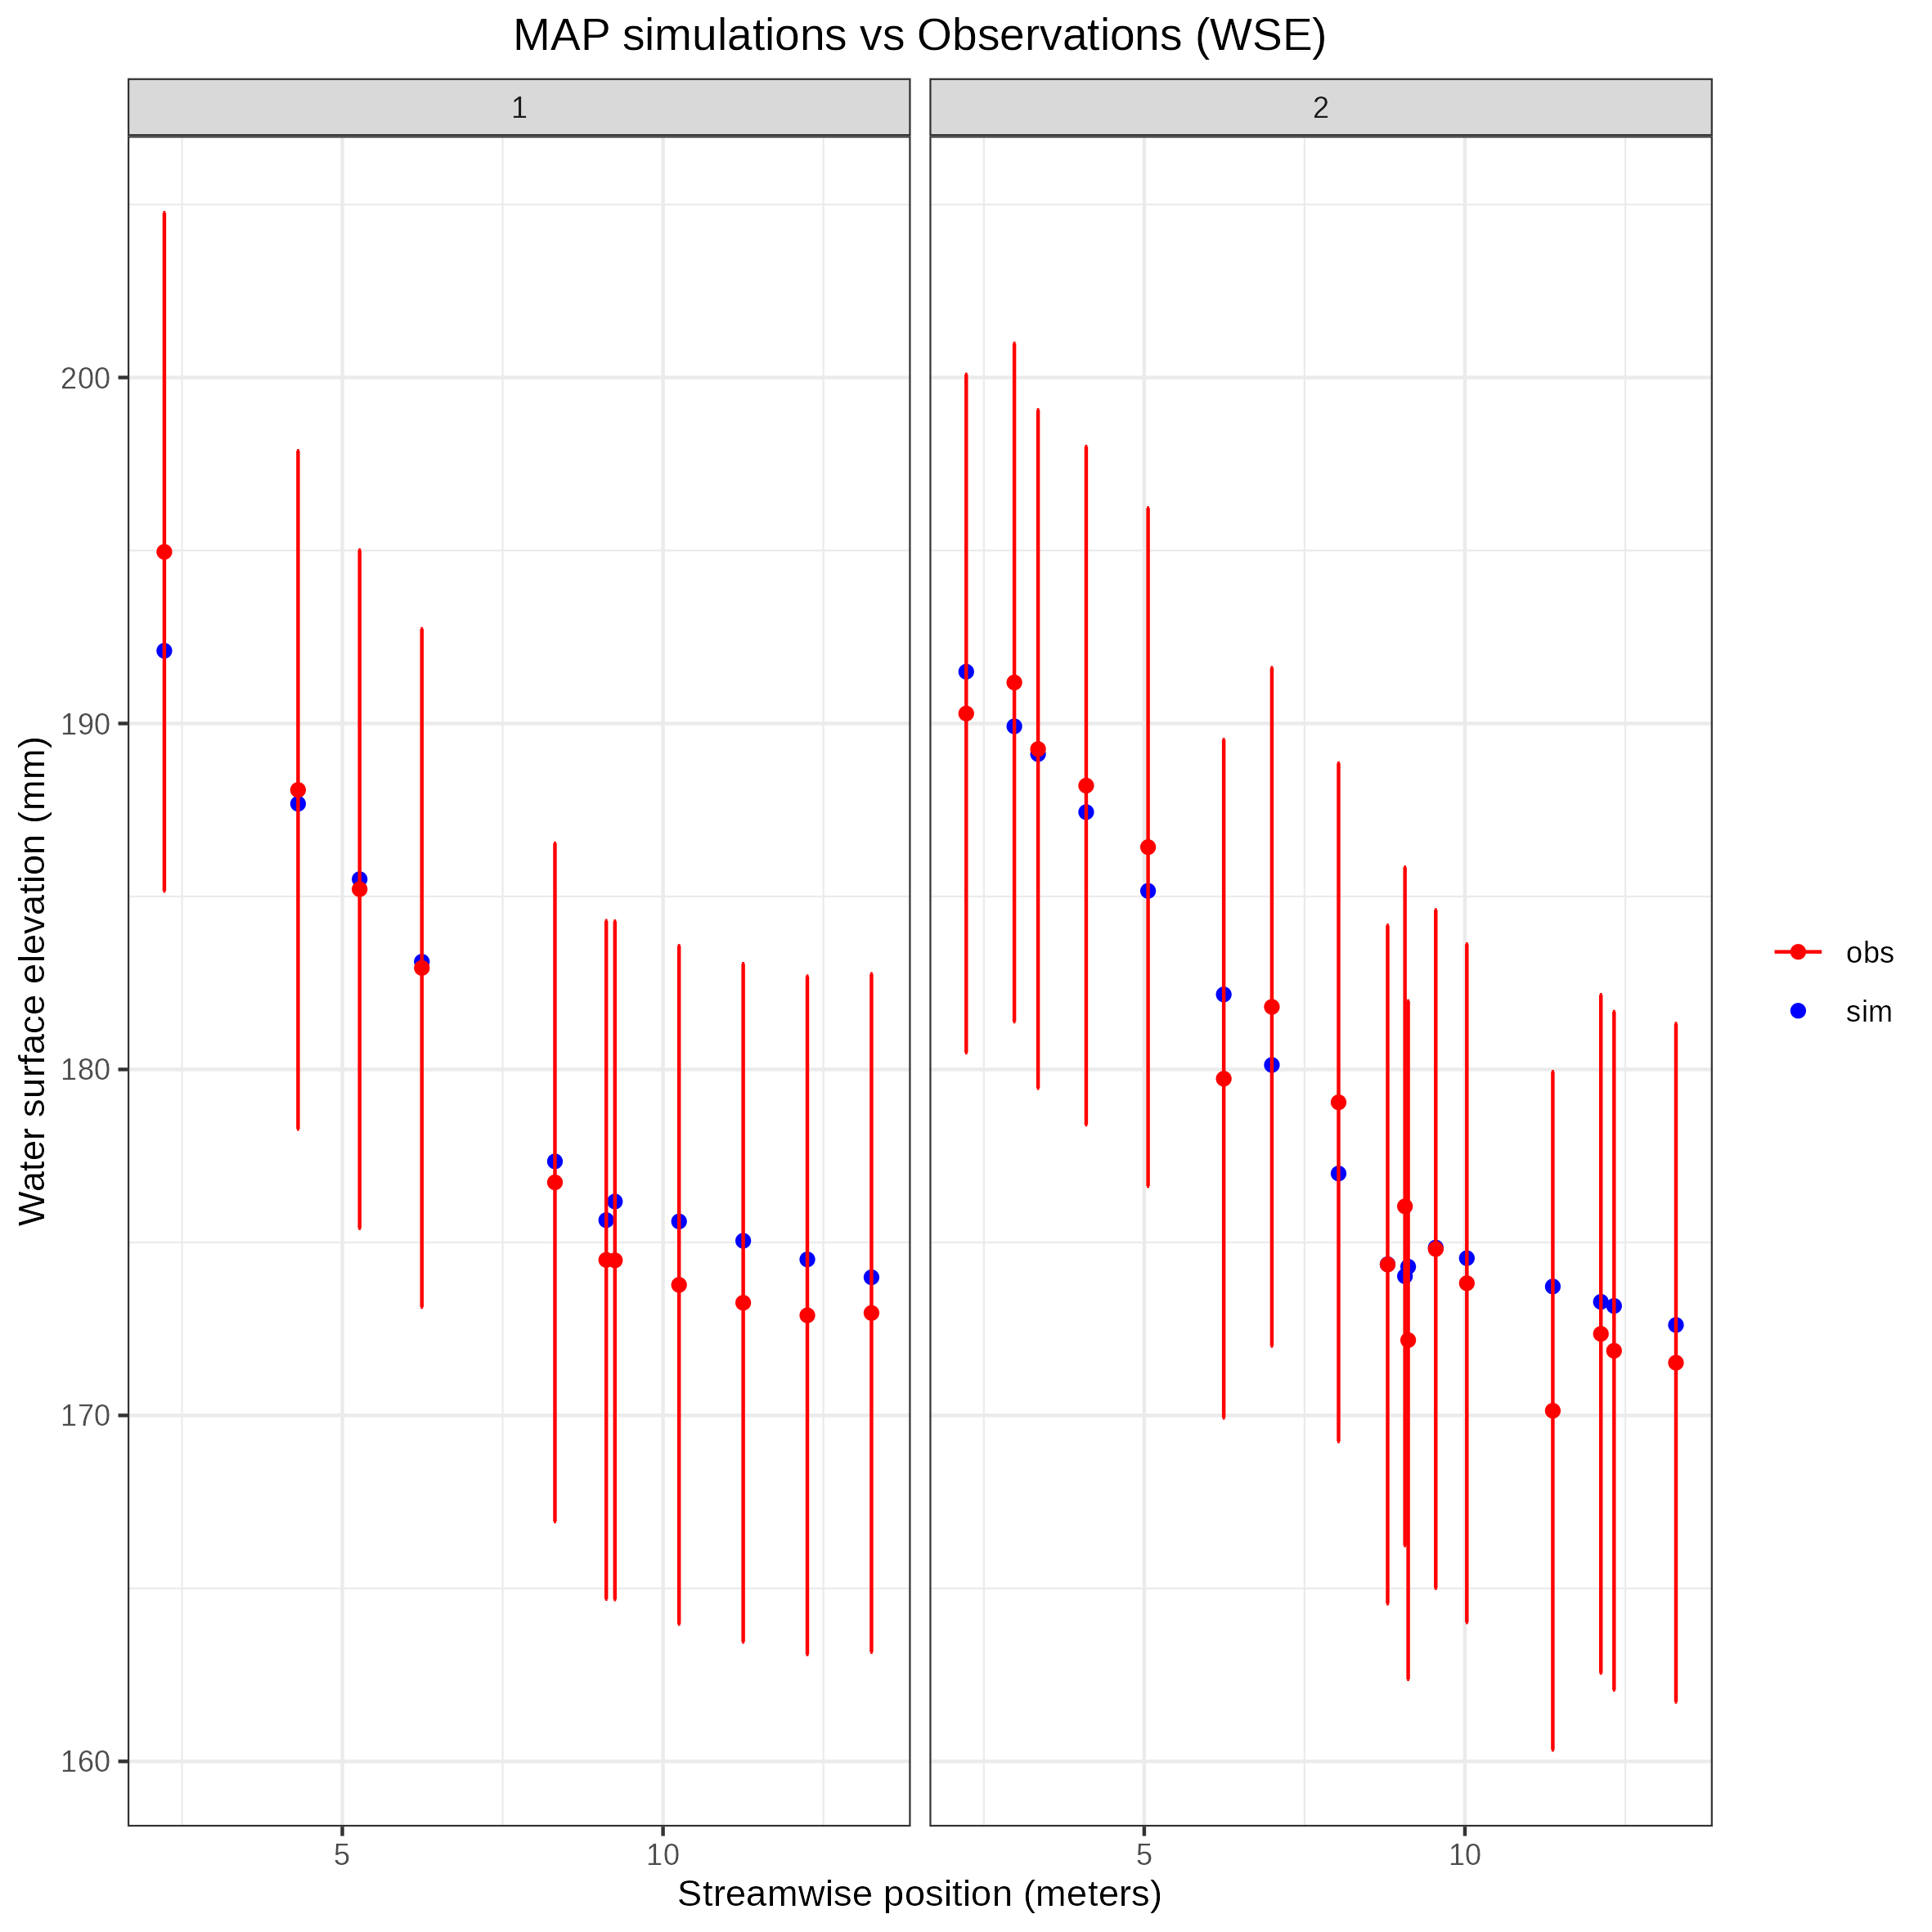 MAP simulations vs Observations (WSE)
1
2
Water surface elevation (mm)
200
190
180
170
160
5
10
5
10
Streamwise position (meters)
obs
sim